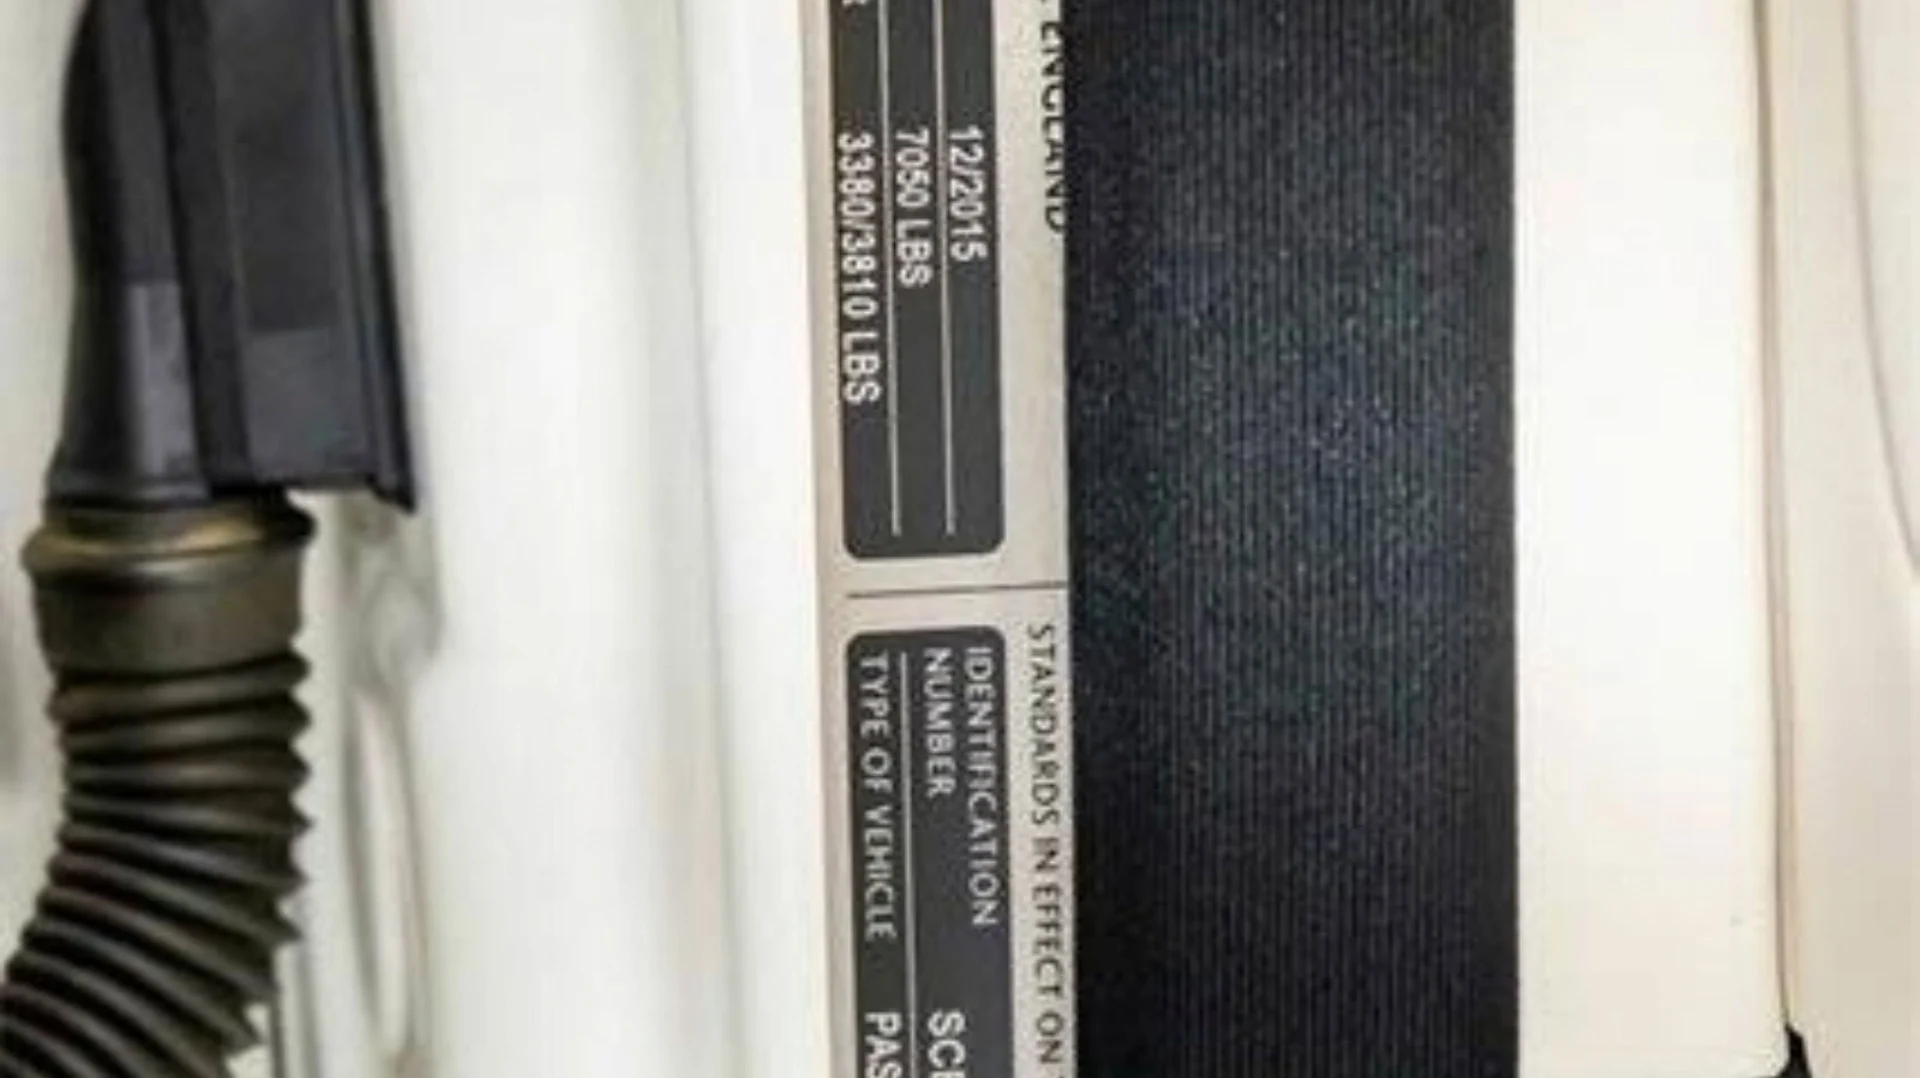 ENGLAND
12/2015
7050 LBS
3380/3810 LBS
STANDARDS IN EFFECT ON
IDENTIFICATION
NUMBER
TYPE OF VEHICLE